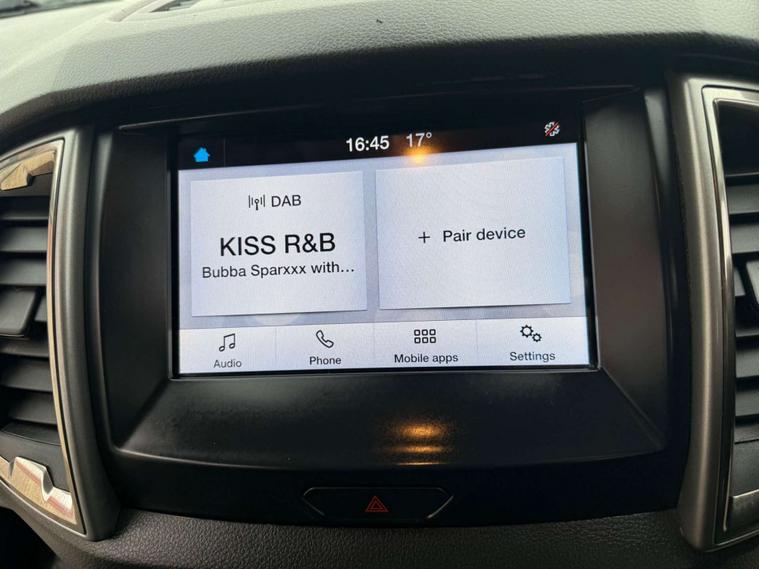 16:45 17°
DAB
KISS R&B
Bubba Sparxxx with...
+ Pair device
Audio
Phone
Mobile apps
Settings